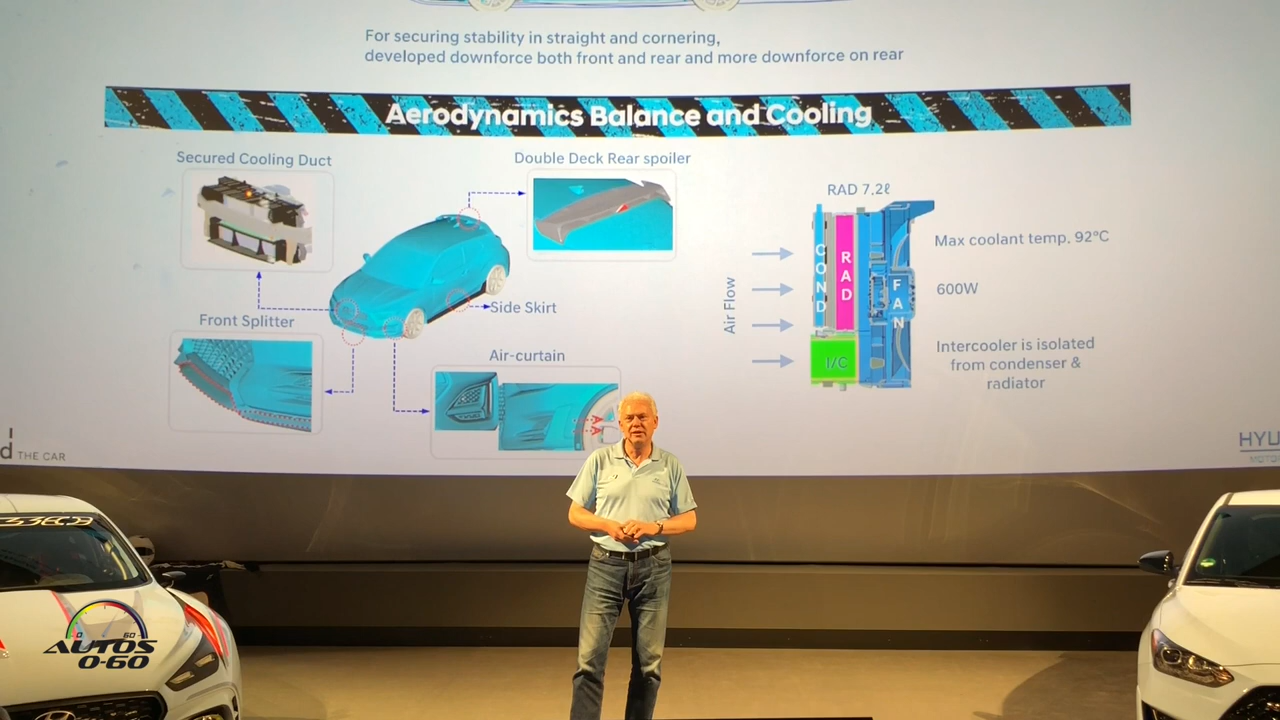 For securing stability in straight and cornering,
developed downforce both front and rear and more downforce on rear
Aerodynamics Balance and Cooling
Secured Cooling Duct
Double Deck Rear spoiler
RAD 7.2ℓ
Max coolant temp. 92°C
COND
RAD
FAN
Air Flow
600W
Side Skirt
Front Splitter
Air-curtain
I/C
Intercooler is isolated
from condenser &
radiator
d THE CAR
HYU
MOTO
0 60
AUTOS
0-60